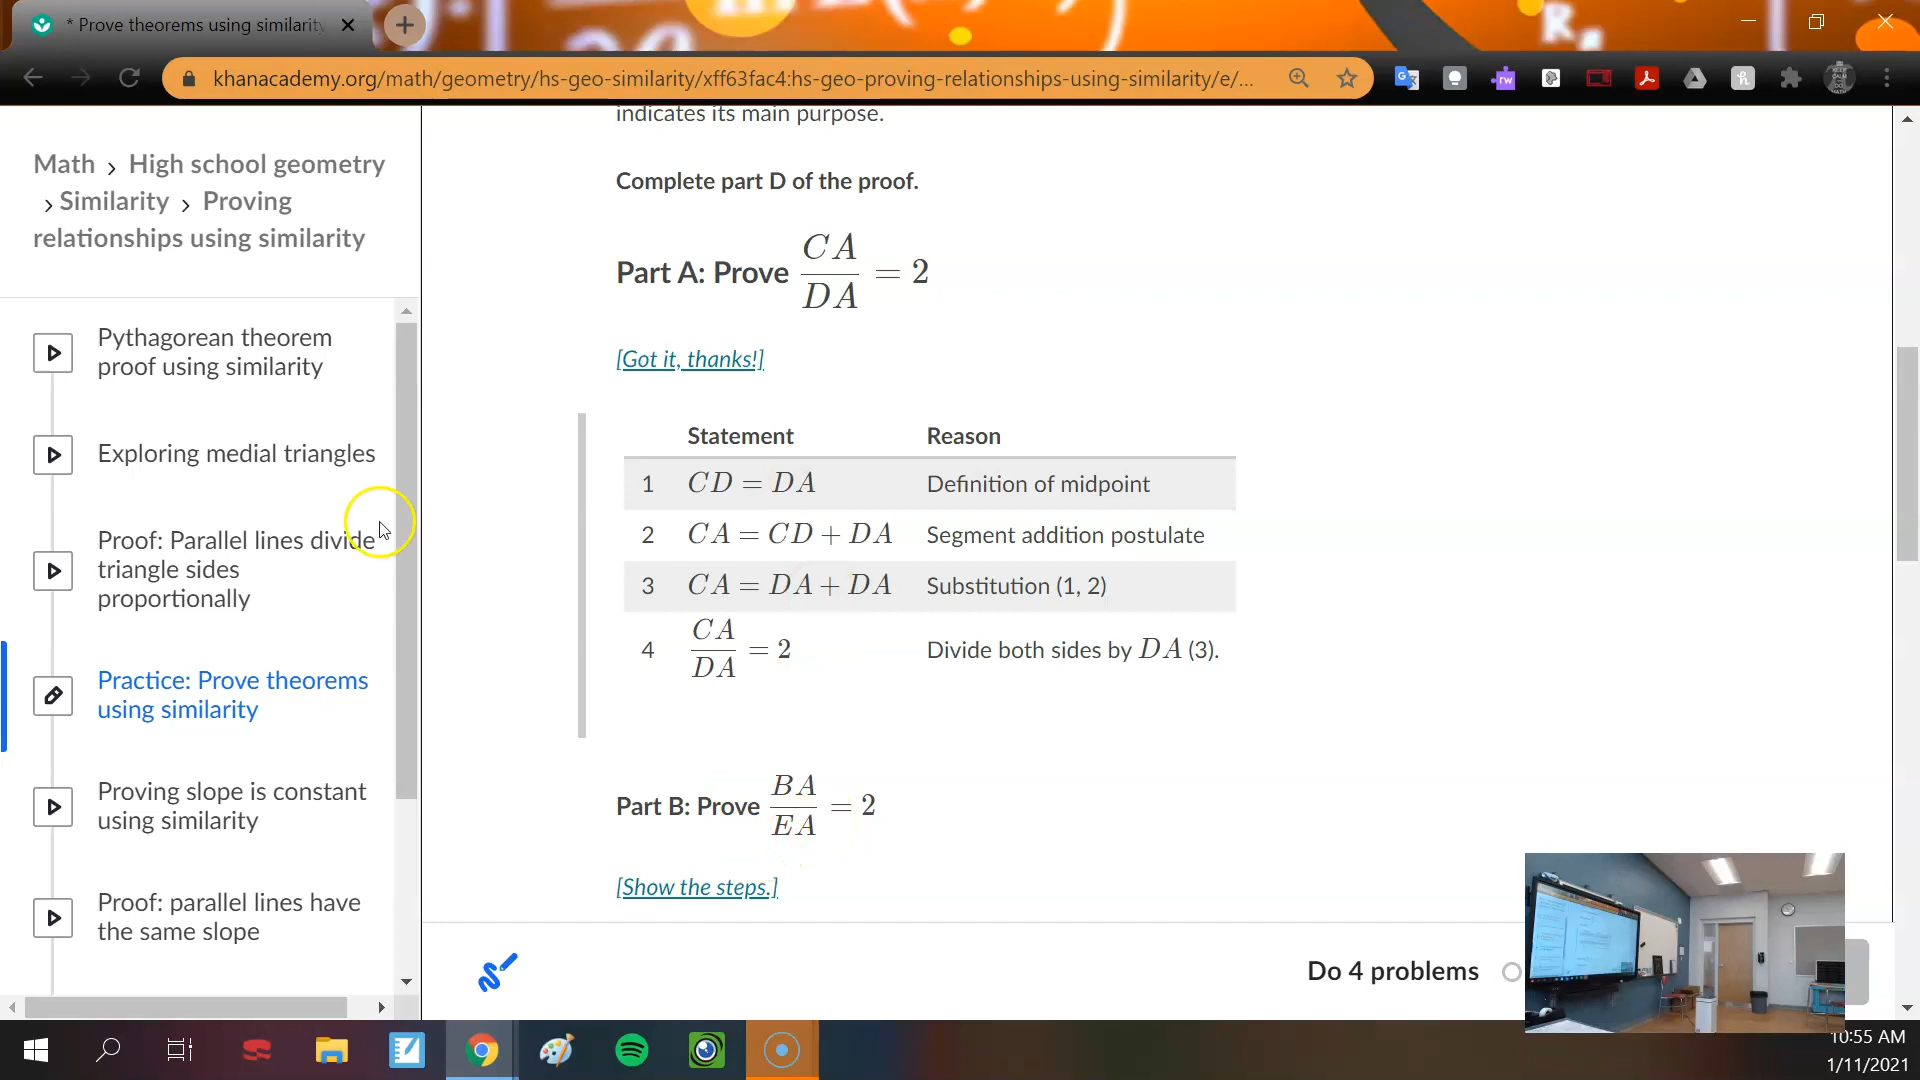 * Prove theorems using similarity
khanacademy.org/math/geometry/hs-geo-similarity/xff63fac4:hs-geo-proving-relationships-using-similarity/e/...
rw
h
Math › High school geometry
› Similarity › Proving
relationships using similarity
Pythagorean theorem
proof using similarity
Exploring medial triangles
Proof: Parallel lines divide
triangle sides
proportionally
Practice: Prove theorems
using similarity
Proving slope is constant
using similarity
Proof: parallel lines have
the same slope
indicates its main purpose.
Complete part D of the proof.
Part A: Prove CA/DA = 2
[Got it, thanks!]
Statement Reason
1 CD = DA Definition of midpoint
2 CA = CD + DA Segment addition postulate
3 CA = DA + DA Substitution (1, 2)
4 CA/DA = 2 Divide both sides by DA (3).
Part B: Prove BA/EA = 2
[Show the steps.]
Do 4 problems
10:55 AM
1/11/2021